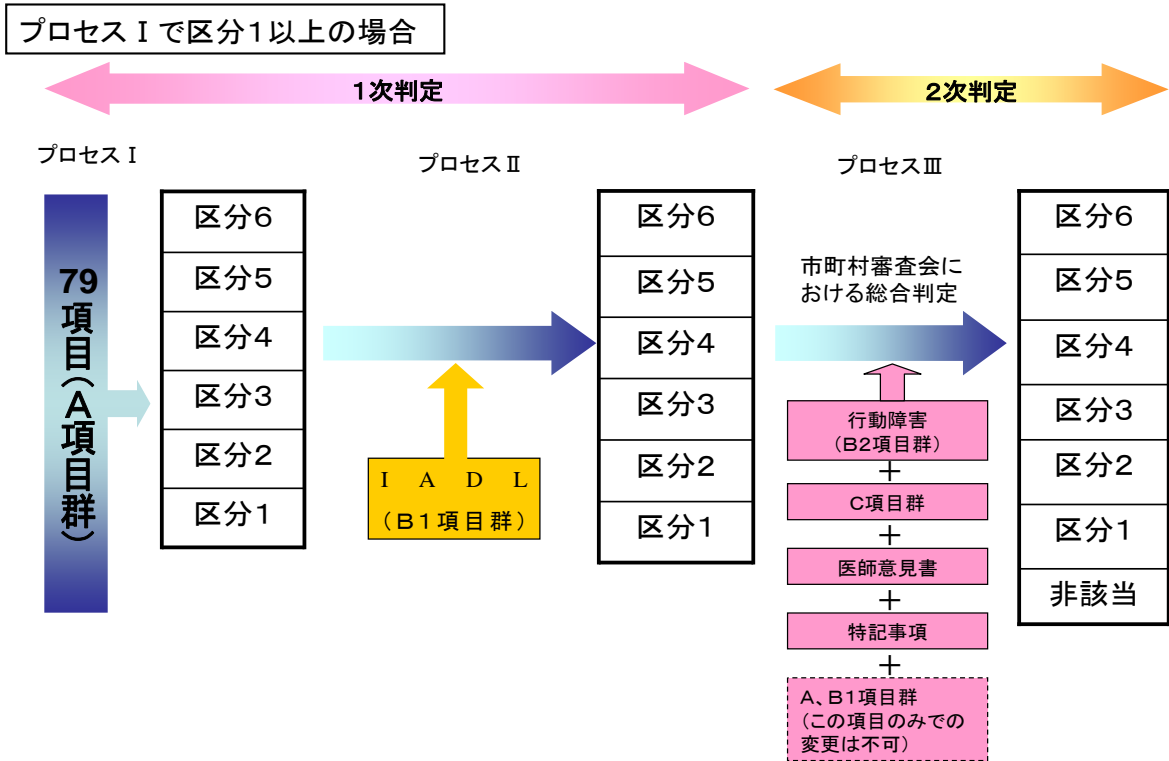 プロセスⅠで区分1以上の場合
1次判定
2次判定
プロセスⅠ
プロセスⅡ
プロセスⅢ
79項目(A項目群)
区分6
区分5
区分4
区分3
区分2
区分1
IADL
(B1項目群)
区分6
区分5
区分4
区分3
区分2
区分1
市町村審査会に
おける総合判定
行動障害
(B2項目群)
+
C項目群
+
医師意見書
+
特記事項
+
A、B1項目群
(この項目のみでの
変更は不可)
区分6
区分5
区分4
区分3
区分2
区分1
非該当